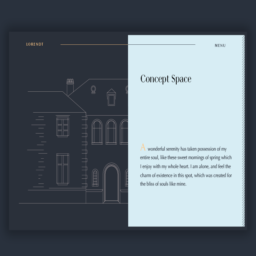 MENU
Concept Space
A wonderful serenity has taken possession of my
entire soul, like these sweet mornings of spring which
I enjoy with my whole heart. I am alone, and feel the
charm of existence in this spot, which was created for
the bliss of souls like mine.